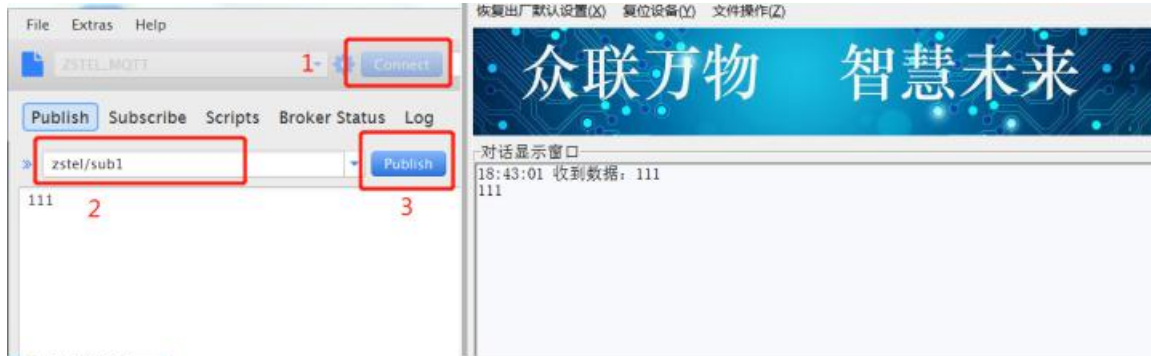 File Extras Help
ZSTEL_MQTT 1 Connect
Publish Subscribe Scripts Broker Status Log
» zstel/sub1 Publish
111 2 3
恢复出厂默认设置(X) 复位设备(Y) 文件操作(Z)
众联万物 智慧未来
对话显示窗口
18:43:01 收到数据: 111
111